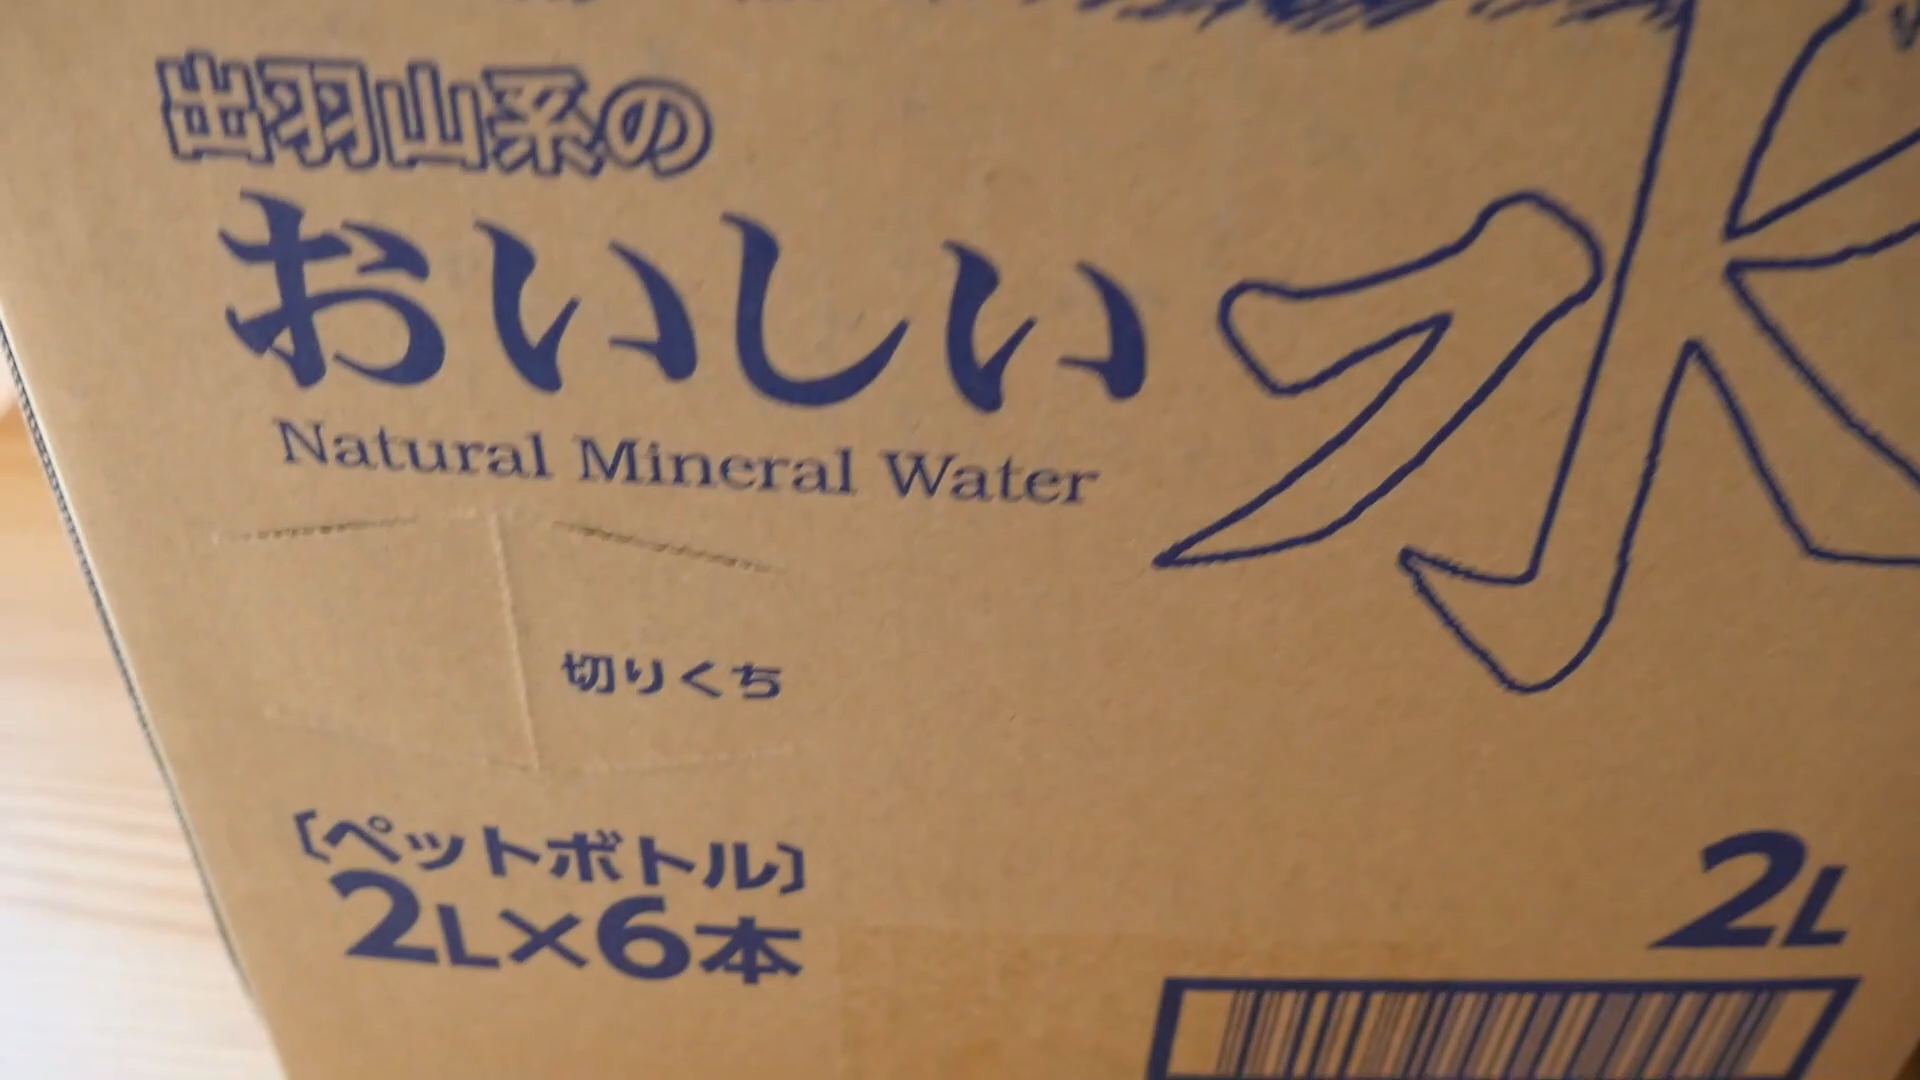 出羽山系の
おいしい水
Natural Mineral Water
切りくち
〔ペットボトル〕
2L×6本
2L